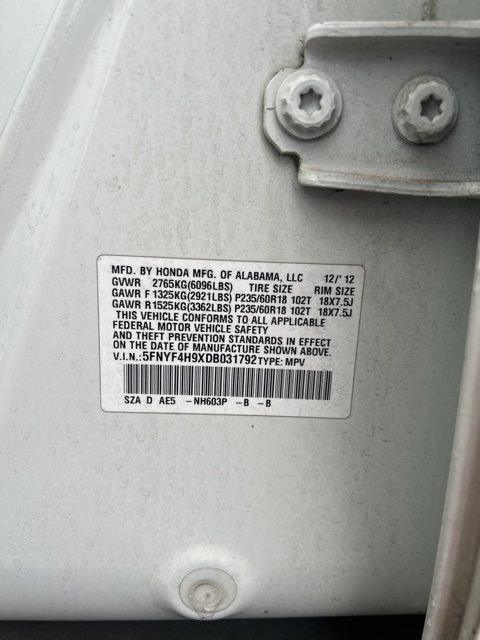 MFD. BY HONDA MFG. OF ALABAMA, LLC 12/'12
GVWR 2765KG(6096LBS) TIRE SIZE RIM SIZE
GAWR F 1325KG(2921LBS) P235/60R18 102T 18X7.5J
GAWR R1525KG(3362LBS) P235/60R18 102T 18X7.5J
THIS VEHICLE CONFORMS TO ALL APPLICABLE
FEDERAL MOTOR VEHICLE SAFETY
AND THEFT PREVENTION STANDARDS IN EFFECT
ON THE DATE OF MANUFACTURE SHOWN ABOVE.
V.I.N.:5FNYF4H9XDB031792 TYPE: MPV
SZA D AE5 -NH603P -B -B